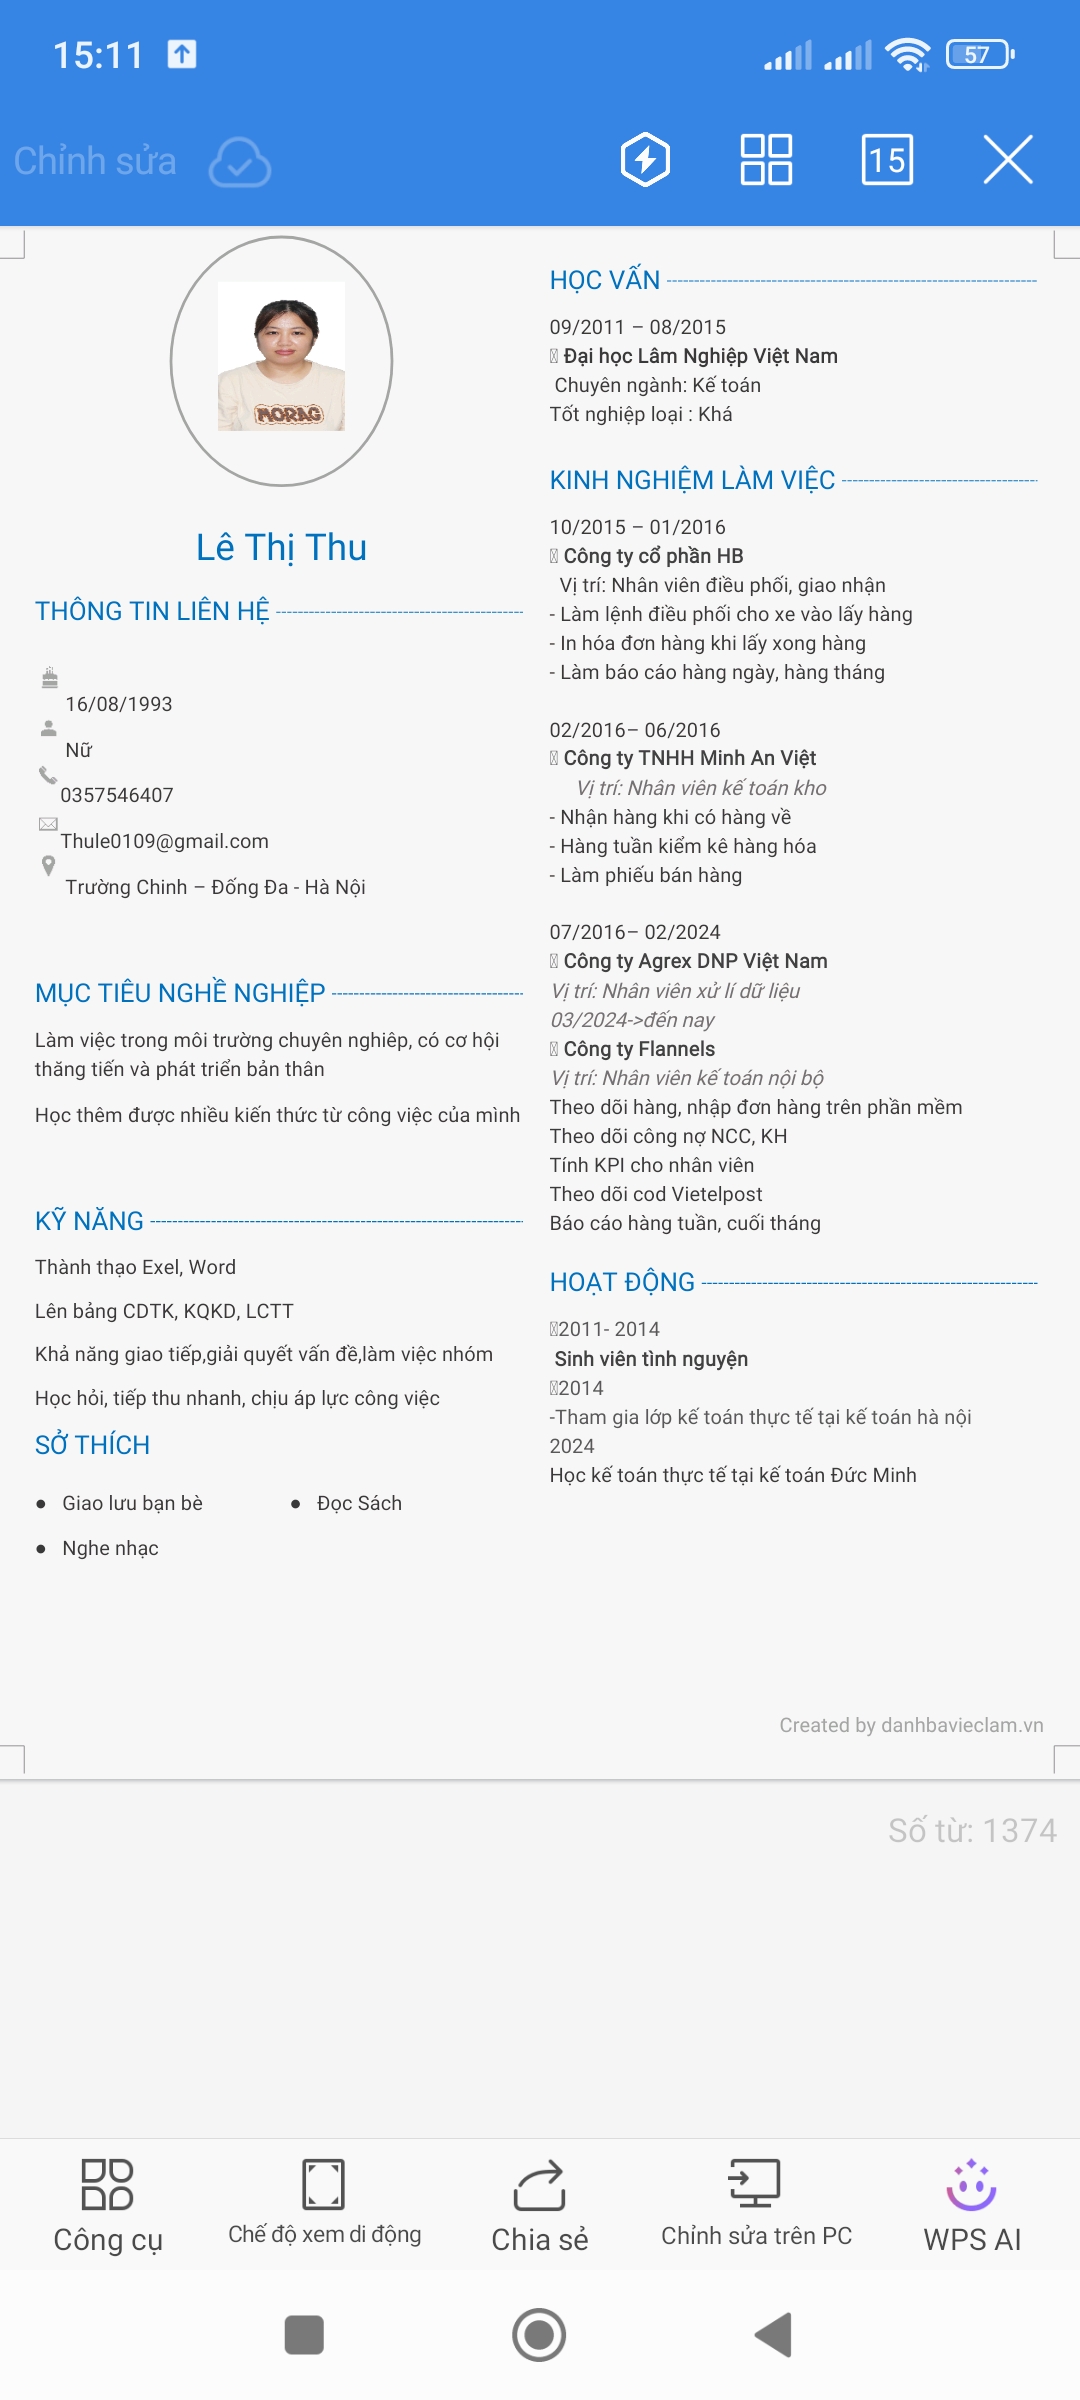 15:11
57
Chỉnh sửa
15
MORAG
Lê Thị Thu
THÔNG TIN LIÊN HỆ
16/08/1993
Nữ
0357546407
Thule0109@gmail.com
Trường Chinh – Đống Đa - Hà Nội
MỤC TIÊU NGHỀ NGHIỆP
Làm việc trong môi trường chuyên nghiêp, có cơ hội
thăng tiến và phát triển bản thân
Học thêm được nhiều kiến thức từ công việc của mình
KỸ NĂNG
Thành thạo Exel, Word
Lên bảng CDTK, KQKD, LCTT
Khả năng giao tiếp,giải quyết vấn đề,làm việc nhóm
Học hỏi, tiếp thu nhanh, chịu áp lực công việc
SỞ THÍCH
● Giao lưu bạn bè ● Đọc Sách
● Nghe nhạc
HỌC VẤN
09/2011 – 08/2015
Đại học Lâm Nghiệp Việt Nam
Chuyên ngành: Kế toán
Tốt nghiệp loại : Khá
KINH NGHIỆM LÀM VIỆC
10/2015 – 01/2016
Công ty cổ phần HB
Vị trí: Nhân viên điều phối, giao nhận
- Làm lệnh điều phối cho xe vào lấy hàng
- In hóa đơn hàng khi lấy xong hàng
- Làm báo cáo hàng ngày, hàng tháng
02/2016– 06/2016
Công ty TNHH Minh An Việt
Vị trí: Nhân viên kế toán kho
- Nhận hàng khi có hàng về
- Hàng tuần kiểm kê hàng hóa
- Làm phiếu bán hàng
07/2016– 02/2024
Công ty Agrex DNP Việt Nam
Vị trí: Nhân viên xử lí dữ liệu
03/2024->đến nay
Công ty Flannels
Vị trí: Nhân viên kế toán nội bộ
Theo dõi hàng, nhập đơn hàng trên phần mềm
Theo dõi công nợ NCC, KH
Tính KPI cho nhân viên
Theo dõi cod Vietelpost
Báo cáo hàng tuần, cuối tháng
HOẠT ĐỘNG
2011- 2014
Sinh viên tình nguyện
2014
-Tham gia lớp kế toán thực tế tại kế toán hà nội
2024
Học kế toán thực tế tại kế toán Đức Minh
Created by danhbavieclam.vn
Số từ: 1374
Công cụ
Chế độ xem di động
Chia sẻ
Chỉnh sửa trên PC
WPS AI